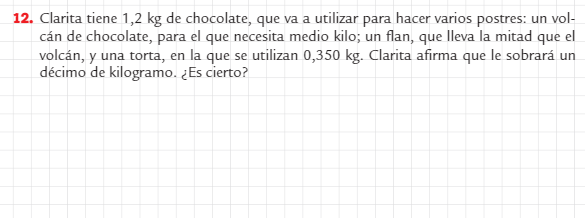 12. Clarita tiene 1,2 kg de chocolate, que va a utilizar para hacer varios postres: un vol-
cán de chocolate, para el que necesita medio kilo; un flan, que lleva la mitad que el
volcán, y una torta, en la que se utilizan 0,350 kg. Clarita afirma que le sobrará un
décimo de kilogramo. ¿Es cierto?